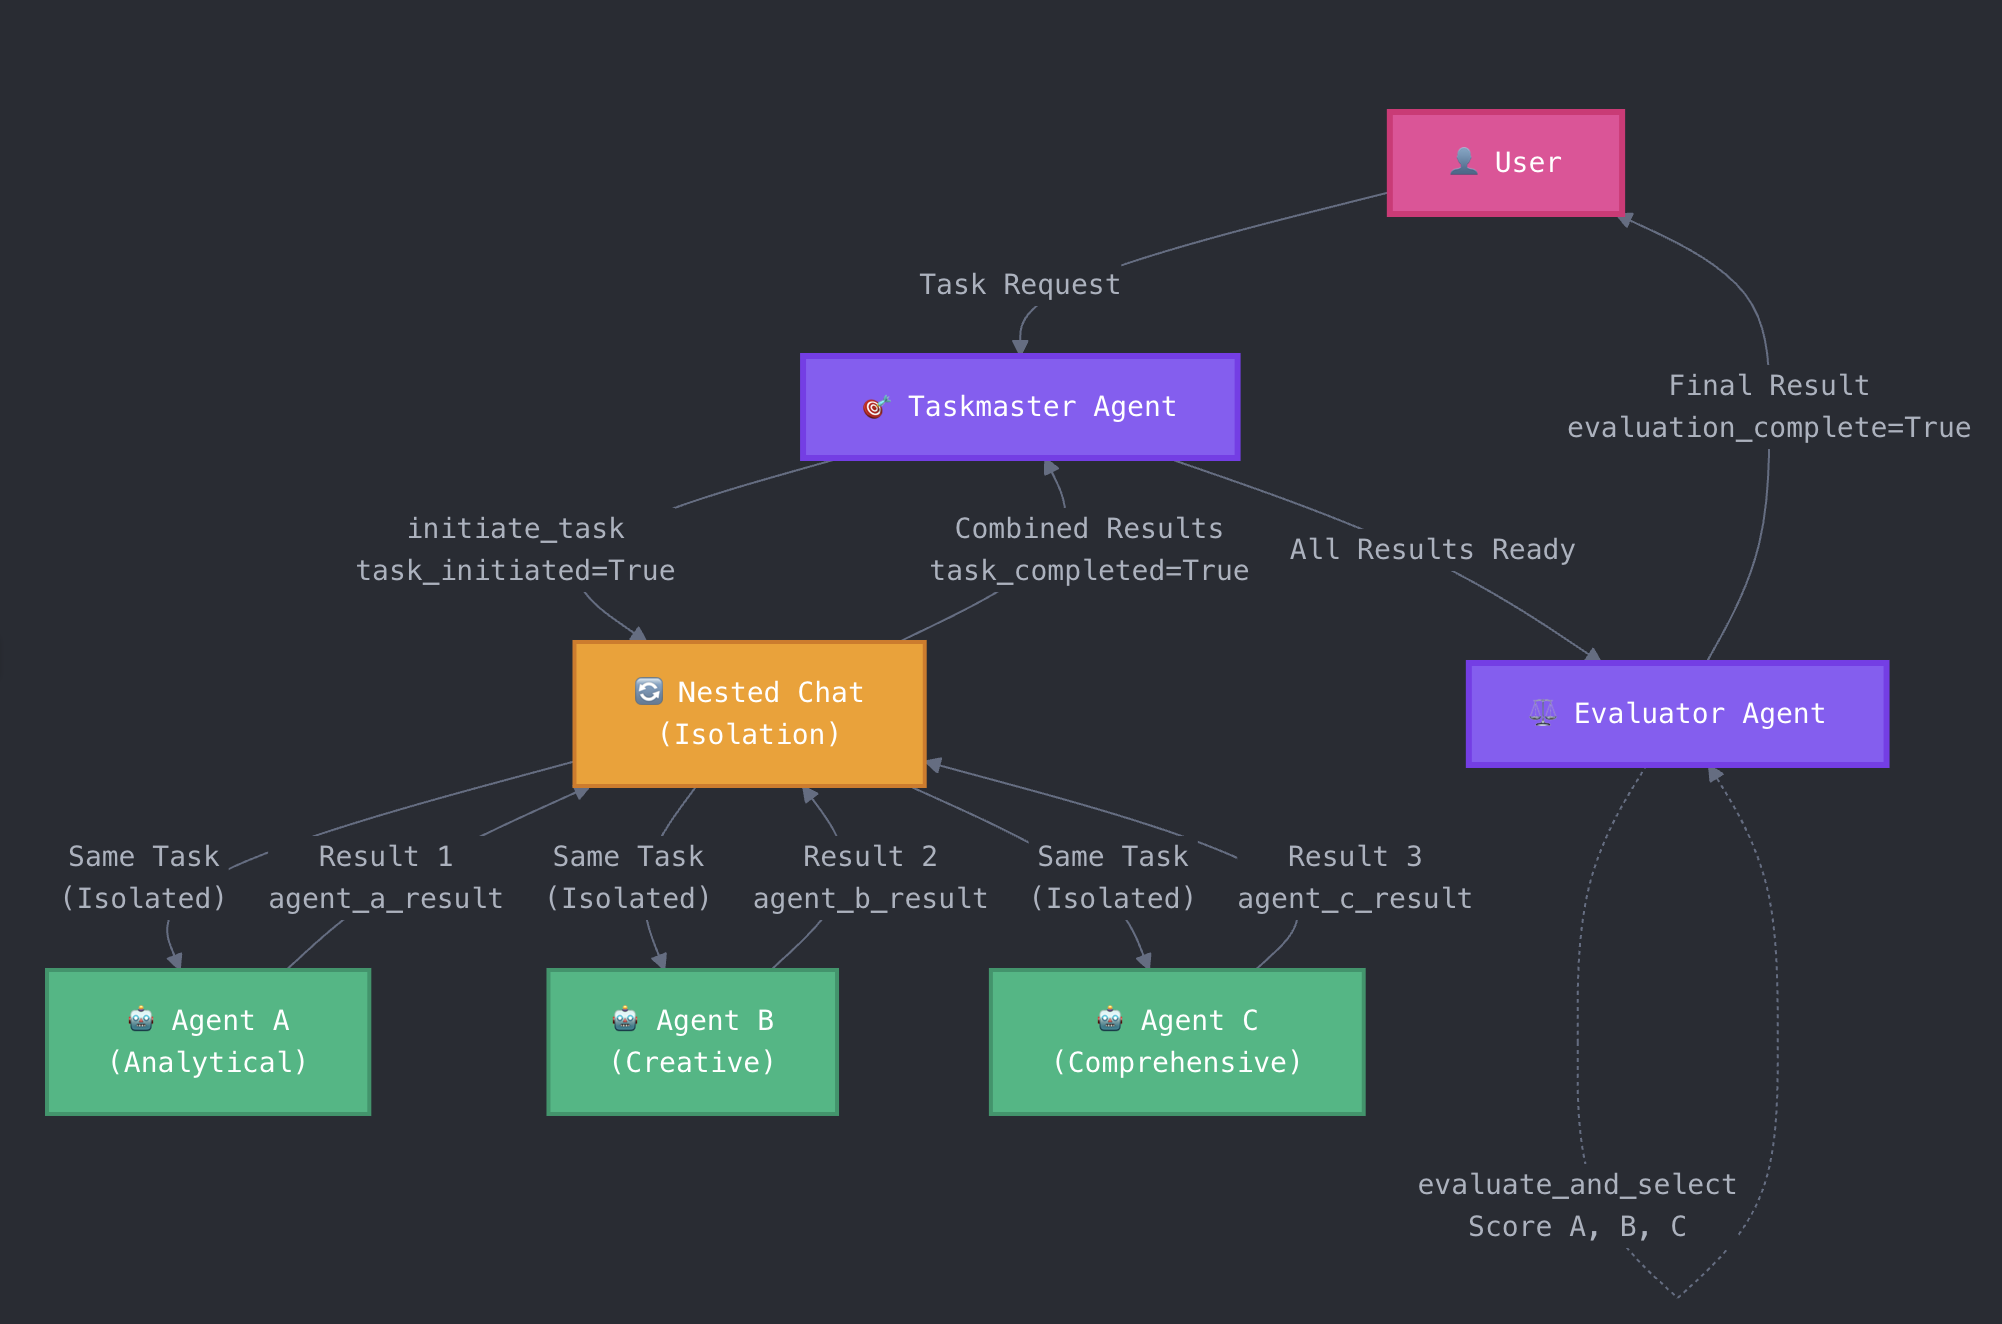 User
Task Request
Final Result
evaluation_complete=True
Taskmaster Agent
initiate_task
task_initiated=True
Combined Results
task_completed=True
All Results Ready
Nested Chat
(Isolation)
Evaluator Agent
Same Task
(Isolated)
Result 1
agent_a_result
Same Task
(Isolated)
Result 2
agent_b_result
Same Task
(Isolated)
Result 3
agent_c_result
Agent A
(Analytical)
Agent B
(Creative)
Agent C
(Comprehensive)
evaluate_and_select
Score A, B, C